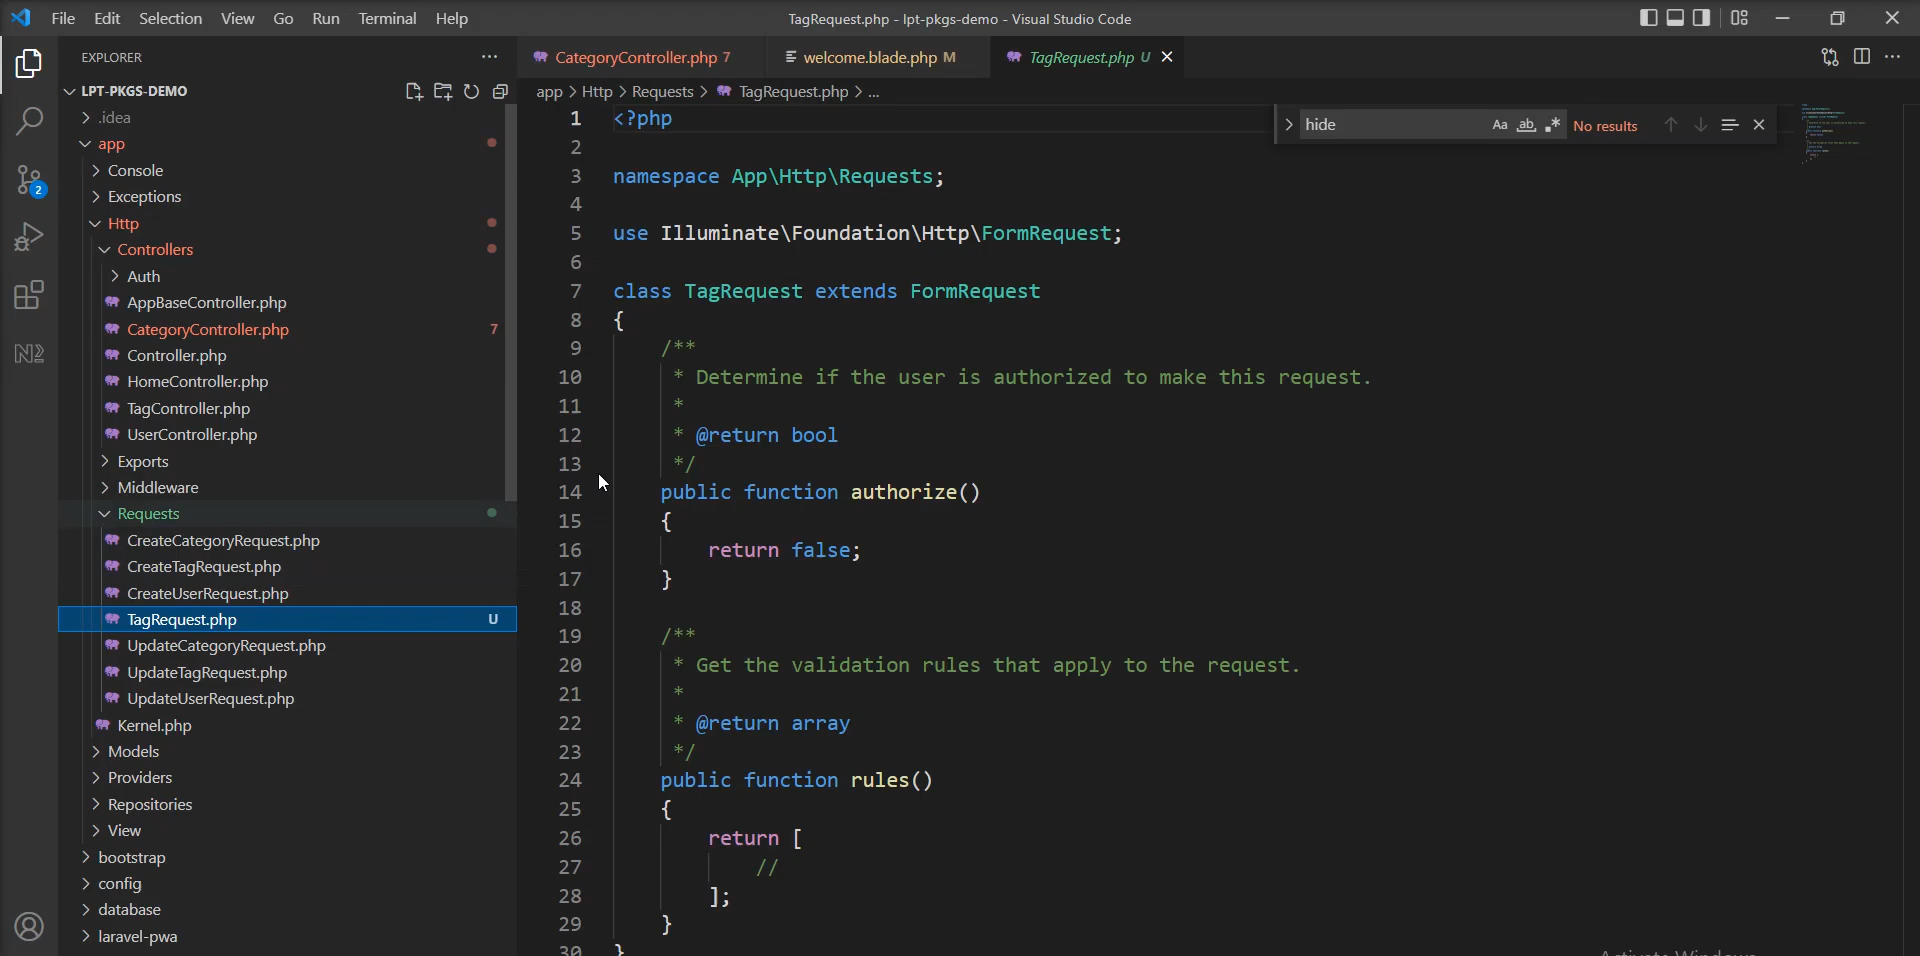 File Edit Selection View Go Run Terminal Help
TagRequest.php - lpt-pkgs-demo - Visual Studio Code
EXPLORER
CategoryController.php 7
welcome.blade.php M
TagRequest.php U
LPT-PKGS-DEMO
app > Http > Requests > TagRequest.php > ...
hide
Aa ab .*
No results
2
.idea
app
Console
Exceptions
Http
Controllers
Auth
AppBaseController.php
CategoryController.php 7
Controller.php
HomeController.php
TagController.php
UserController.php
Exports
Middleware
Requests
CreateCategoryRequest.php
CreateTagRequest.php
CreateUserRequest.php
TagRequest.php U
UpdateCategoryRequest.php
UpdateTagRequest.php
UpdateUserRequest.php
Kernel.php
Models
Providers
Repositories
View
bootstrap
config
database
laravel-pwa
1 <?php
2
3 namespace App\Http\Requests;
4
5 use Illuminate\Foundation\Http\FormRequest;
6
7 class TagRequest extends FormRequest
8 {
9 /**
10 * Determine if the user is authorized to make this request.
11 *
12 * @return bool
13 */
14 public function authorize()
15 {
16 return false;
17 }
18
19 /**
20 * Get the validation rules that apply to the request.
21 *
22 * @return array
23 */
24 public function rules()
25 {
26 return [
27 //
28 ];
29 }
30 }
Activate Windows